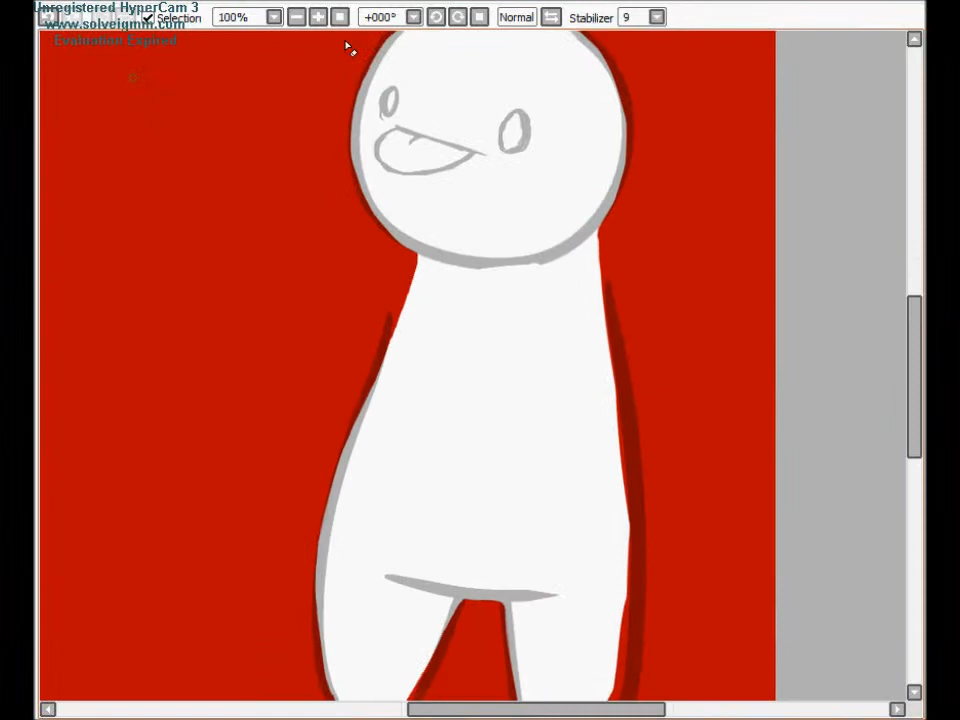 Unregistered HyperCam 3
www.solveigmm.com
Evaluation Expired
Selection 100% +000° Normal Stabilizer 9